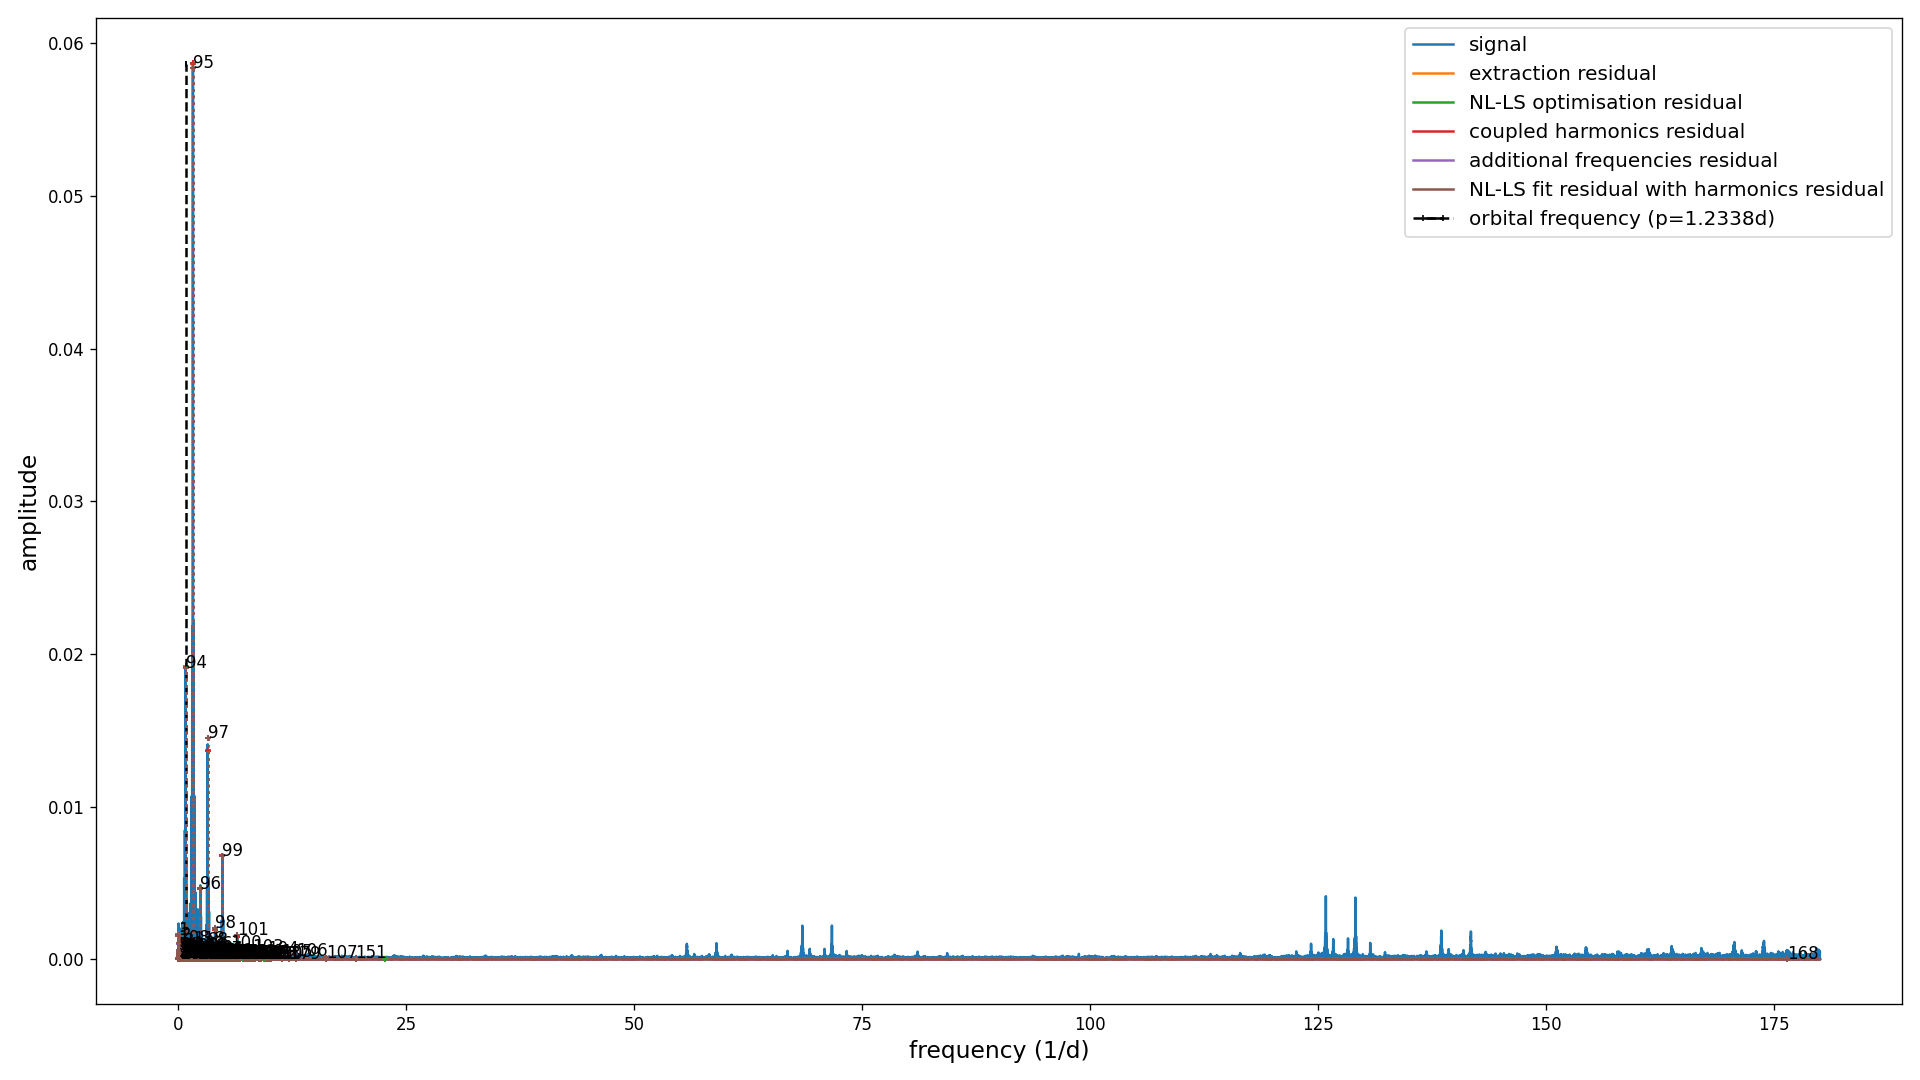 0.06
0.05
0.04
0.03
0.02
0.01
0.00
amplitude
95
94
97
99
96
98
101
106
107
151
168
signal
extraction residual
NL-LS optimisation residual
coupled harmonics residual
additional frequencies residual
NL-LS fit residual with harmonics residual
orbital frequency (p=1.2338d)
0
25
50
75
100
125
150
175
frequency (1/d)